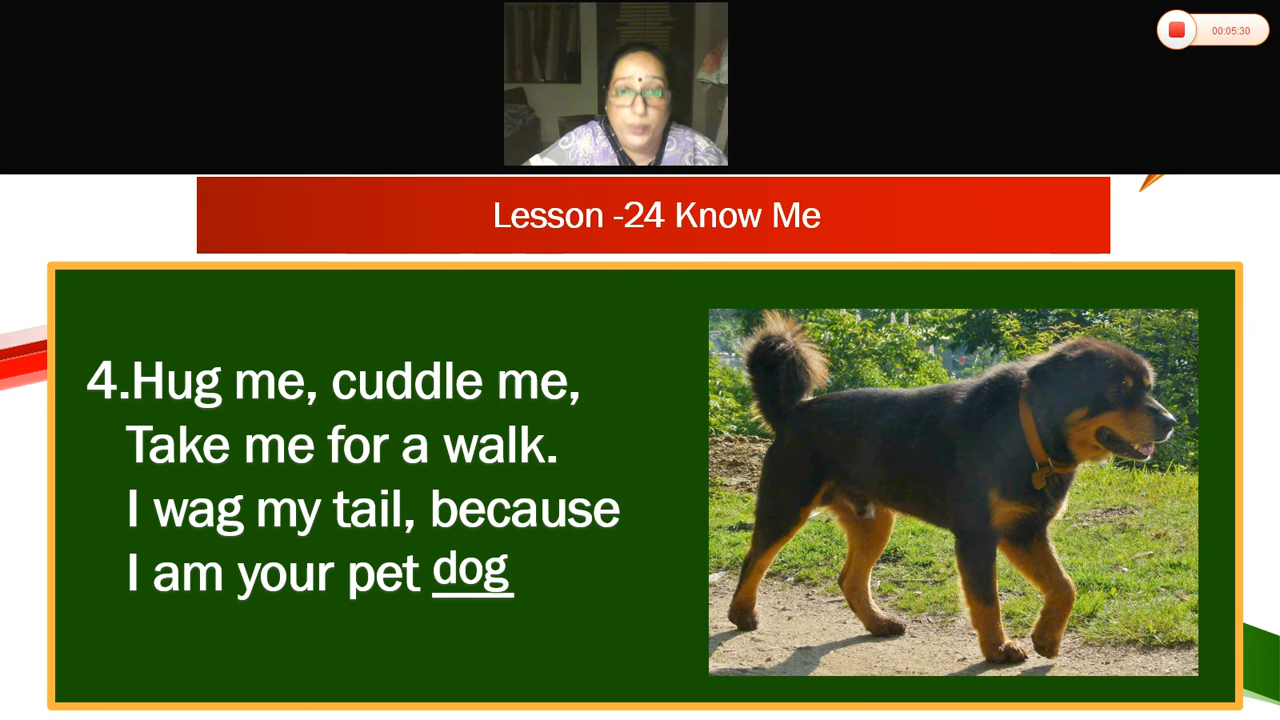 00:05:30
Lesson -24 Know Me
4.Hug me, cuddle me,
Take me for a walk.
I wag my tail, because
I am your pet dog